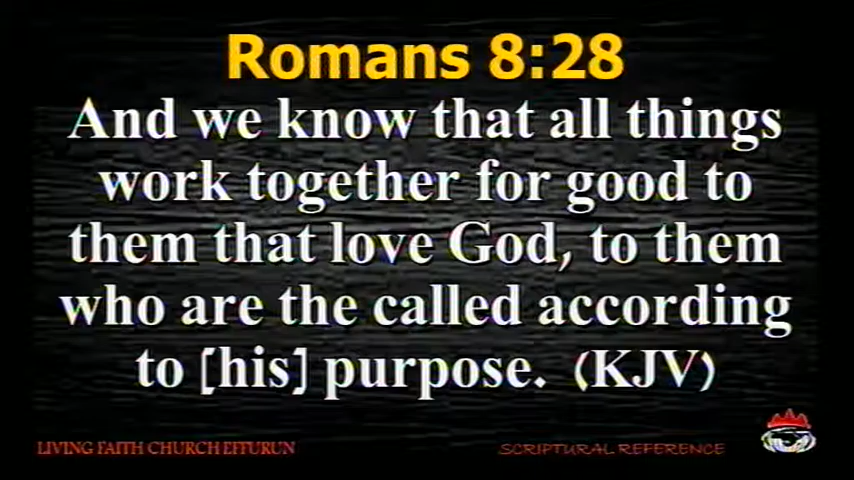 Romans 8:28
And we know that all things
work together for good to
them that love God, to them
who are the called according
to [his] purpose. (KJV)
LIVING FAITH CHURCH EFFURUN
SCRIPTURAL REFERENCE